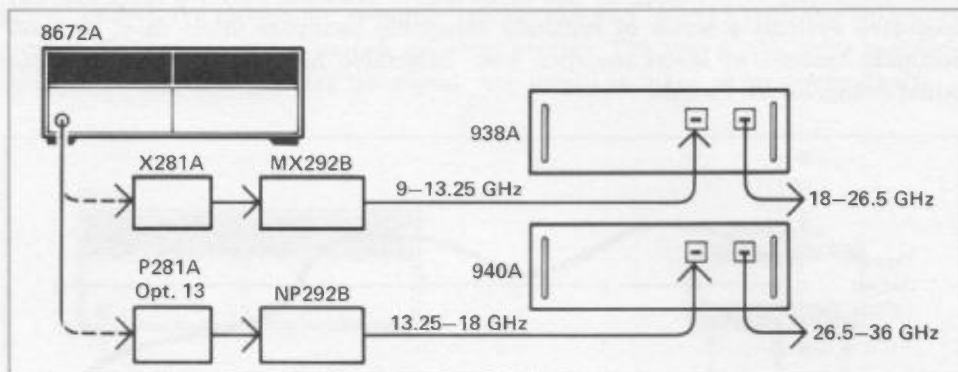 8672A
938A
X281A
MX292B
9–13.25 GHz
18–26.5 GHz
940A
P281A
Opt. 13
NP292B
13.25–18 GHz
26.5–36 GHz